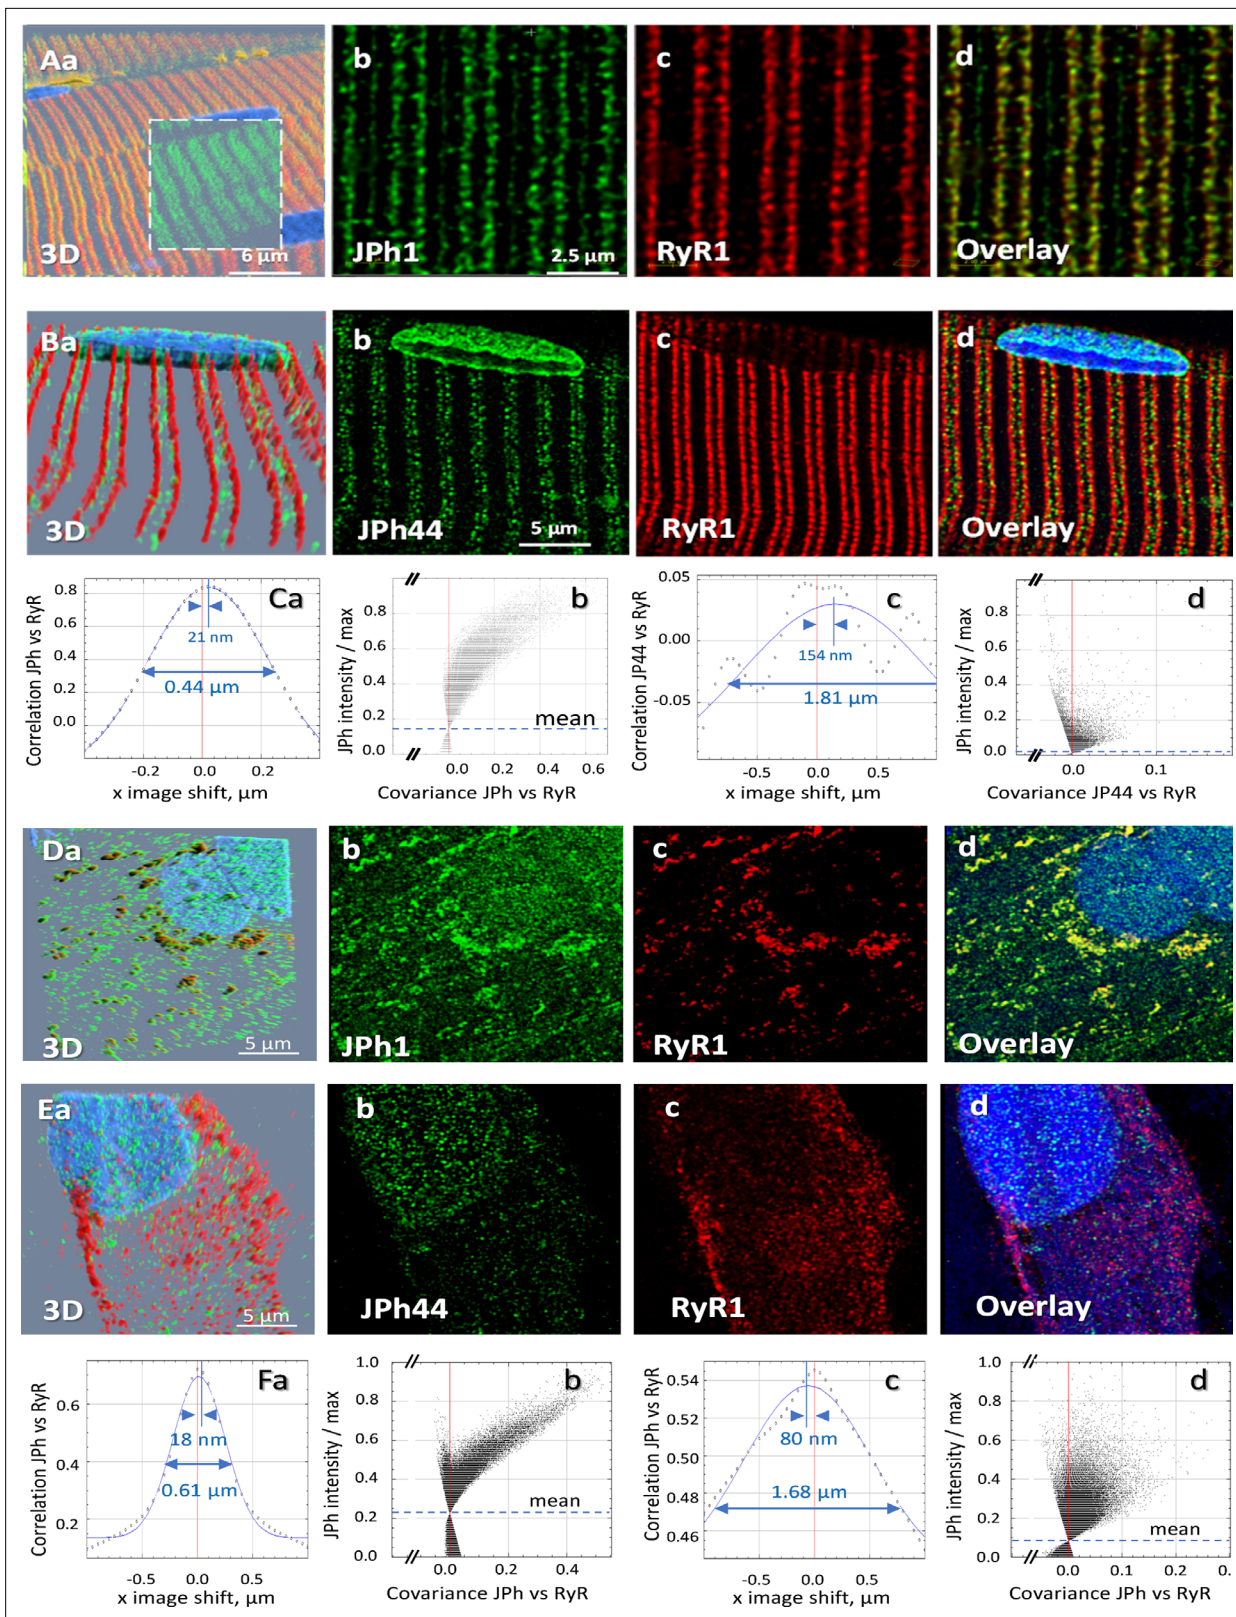 Aa
b
c
d
3D
6 µm
JPh1
2.5 µm
RyR1
Overlay
Ba
b
c
d
3D
JPh44
5 µm
RyR1
Overlay
Ca
Correlation JPh vs RyR
0.8
0.6
0.4
0.2
0.0
21 nm
0.44 µm
-0.2
0.0
0.2
x image shift, µm
b
JPh intensity / max
0.8
0.6
0.4
0.2
0.0
mean
0.0
0.2
0.4
0.6
Covariance JPh vs RyR
c
Correlation JP44 vs RyR
0.05
0.00
-0.05
154 nm
1.81 µm
-0.5
0.0
0.5
x image shift, µm
d
JPh intensity / max
0.8
0.6
0.4
0.2
0.0
0.0
0.1
Covariance JP44 vs RyR
Da
b
c
d
3D
5 µm
JPh1
RyR1
Overlay
Ea
b
c
d
3D
5 µm
JPh44
RyR1
Overlay
Fa
Correlation JPh vs RyR
0.6
0.4
0.2
18 nm
0.61 µm
-0.5
0.0
0.5
x image shift, µm
b
JPh intensity / max
1.0
0.8
0.6
0.4
0.2
0.0
mean
0.0
0.2
0.4
Covariance JPh vs RyR
c
Correlation JPh vs RyR
0.54
0.52
0.50
0.48
0.46
80 nm
1.68 µm
-0.5
0.0
0.5
x image shift, µm
d
JPh intensity / max
1.0
0.8
0.6
0.4
0.2
0.0
mean
0.0
0.1
0.2
Covariance JPh vs RyR